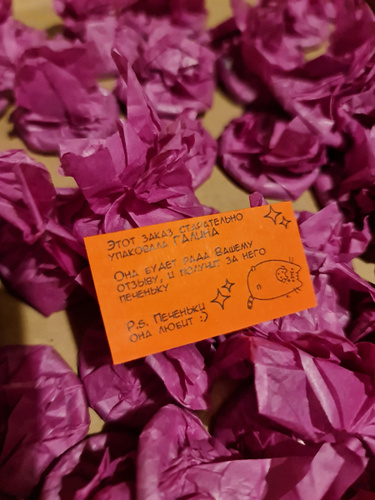 Этот заказ старательно
упаковала ГАЛИНА
Она будет рада Вашему
отзыву, и получит за него
печеньку
P.s. Печеньки
она любит :)